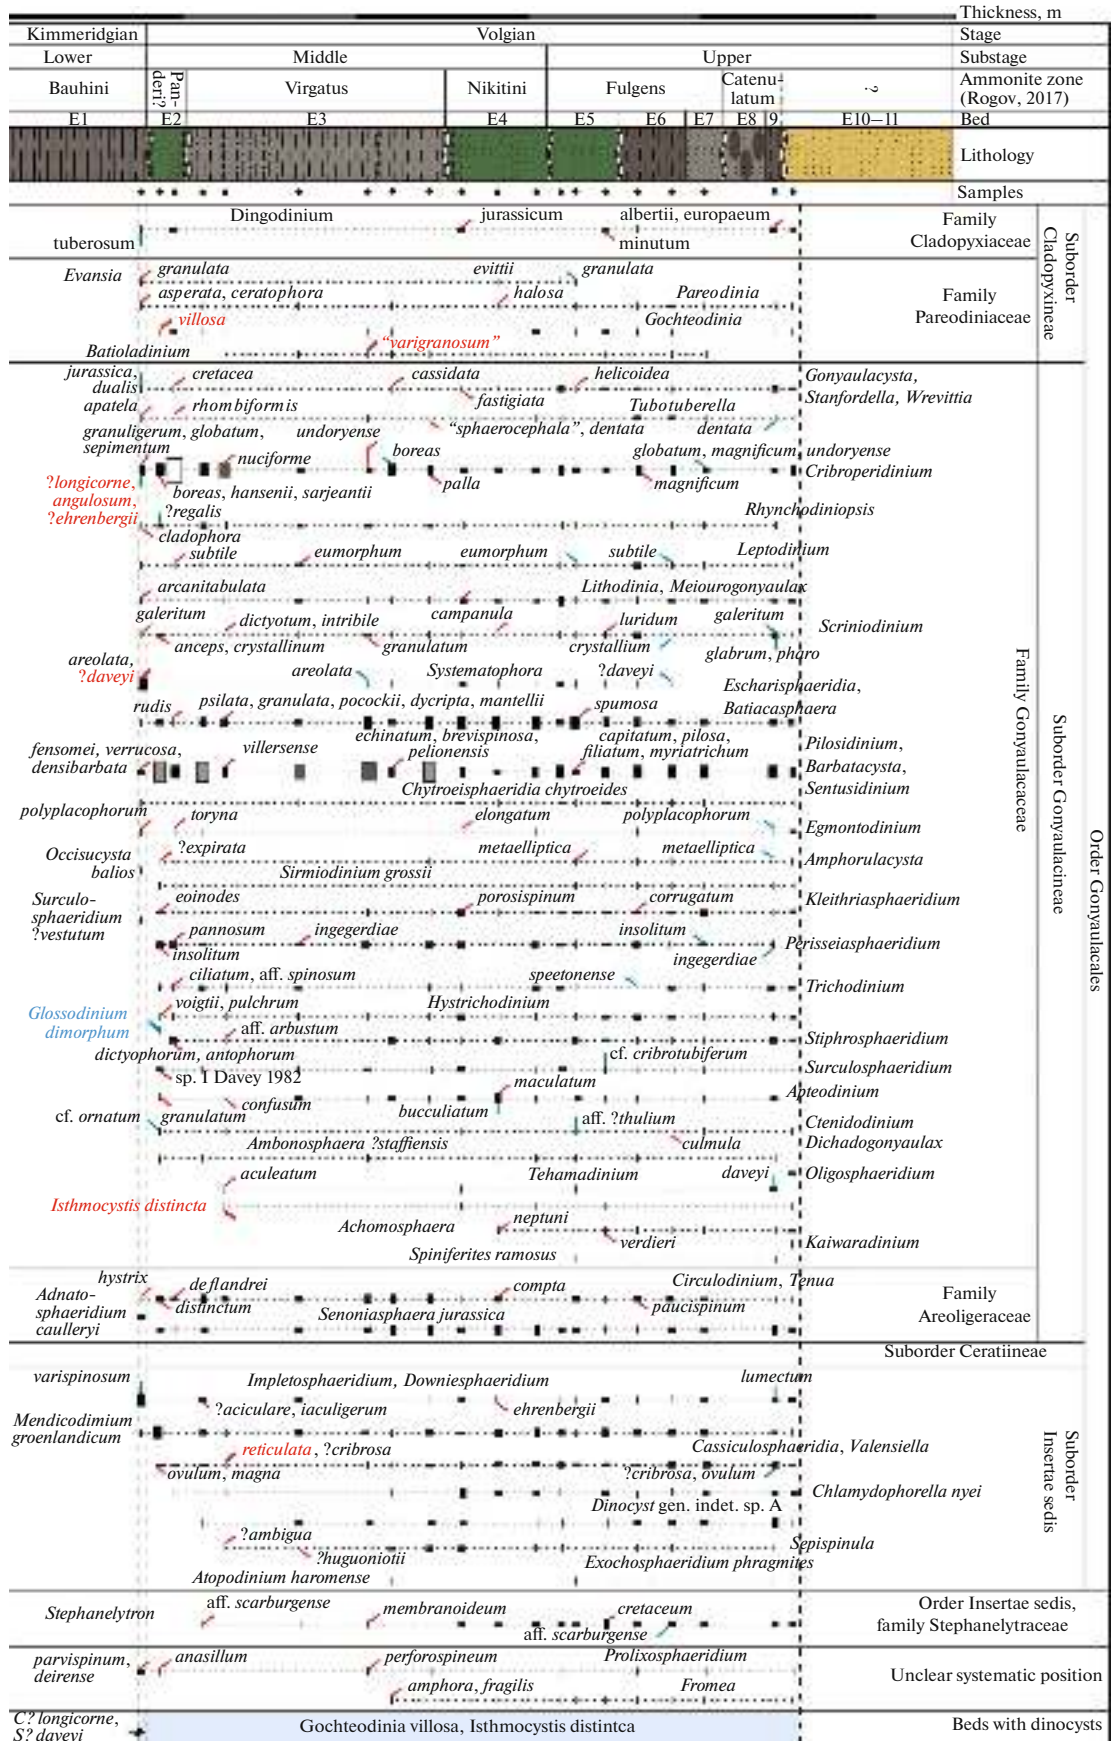 Thickness, m
Kimmeridgian Volgian Stage
Lower Middle Upper Substage
Bauhini Pan-deri? Virgatus Nikitini Fulgens Catenu-latum ? Ammonite zone (Rogov, 2017)
E1 E2 E3 E4 E5 E6 E7 E8 9 E10–11 Bed
Lithology
Samples
Dingodinium jurassicum albertii, europaeum Family
tuberosum minutum Cladopyxiaceae
Suborder Cladopyxineae
Evansia granulata evittii granulata
asperata, ceratophora halosa Pareodinia Family
villosa Gochteodinia Pareodiniaceae
Batioladinium "varigranosum"
jurassica, dualis cretacea cassidata helicoidea Gonyaulacysta,
fastigiata Stanfordella, Wrevittia
apatela rhombiformis Tubotuberella
"sphaerocephala", dentata dentata
granuligerum, globatum, undoryense
sepimentum nuciforme boreas globatum, magnificum, undoryense
Cribroperidinium
?longicorne, boreas, hansenii, sarjeantii palla magnificum
angulosum, ?regalis Rhynchodiniopsis
?ehrenbergii
cladophora
subtile eumorphum eumorphum subtile Leptodinium
arcanitabulata Lithodinia, Meiourogonyaulax
galeritum dictyotum, intribile campanula luridum galeritum Scriniodinium
anceps, crystallinum granulatum crystallium glabrum, pharo
areolata, areolata Systematophora ?daveyi
?daveyi Escharisphaeridia,
rudis psilata, granulata, pocockii, dycripta, mantellii spumosa Batiacasphaera
echinatum, brevispinosa, capitatum, pilosa,
fensomei, verrucosa, villersense pelionensis filiatum, myriatrichum Pilosidinium,
densibarbata Barbatacysta,
Chytroeisphaeridia chytroeides Sentusidinium
Family Gonyaulacaceae
Suborder Gonyaulacineae
Order Gonyaulacales
polyplacophorum toryna elongatum polyplacophorum Egmontodinium
Occisucysta ?expirata metaelliptica metaelliptica Amphorulacysta
balios Sirmiodinium grossii
Surculo- eoinodes porosispinum corrugatum Kleithriasphaeridium
sphaeridium
?vestutum pannosum ingegerdiae insolitum Perisseiasphaeridium
insolitum ingegerdiae
ciliatum, aff. spinosum speetonense Trichodinium
voigtii, pulchrum Hystrichodinium
Glossodinium
dimorphum aff. arbustum Stiphrosphaeridium
dictyophorum, antophorum cf. cribrotubiferum Surculosphaeridium
sp. I Davey 1982 maculatum Apteodinium
cf. ornatum granulatum confusum bucculiatum aff. ?thulium Ctenidodinium
Ambonosphaera ?staffiensis culmula Dichadogonyaulax
aculeatum Tehamadinium daveyi Oligosphaeridium
Isthmocystis distincta
Achomosphaera neptuni
verdieri Kaiwaradinium
Spiniferites ramosus
hystrix deflandrei compta Circulodinium, Tenua Family
Adnato- distinctum paucispinum Areoligeraceae
sphaeridium Senoniasphaera jurassica
caulleryi
Suborder Ceratiineae
varispinosum Impletosphaeridium, Downiesphaeridium lumectum
?aciculare, iaculigerum ehrenbergii
Mendicodimium
groenlandicum
reticulata, ?cribrosa Cassiculosphaeridia, Valensiella
ovulum, magna ?cribrosa, ovulum
Chlamydophorella nyei
Dinocyst gen. indet. sp. A
?ambigua Sepispinula
?huguoniotii Exochosphaeridium phragmites
Atopodinium haromense
Suborder Insertae sedis
Stephanelytron aff. scarburgense membranoideum cretaceum Order Insertae sedis,
aff. scarburgense family Stephanelytraceae
parvispinum, anasillum perforospineum Prolixosphaeridium
deirense Unclear systematic position
amphora, fragilis Fromea
C? longicorne, Gochteodinia villosa, Isthmocystis distintca Beds with dinocysts
S? daveyi